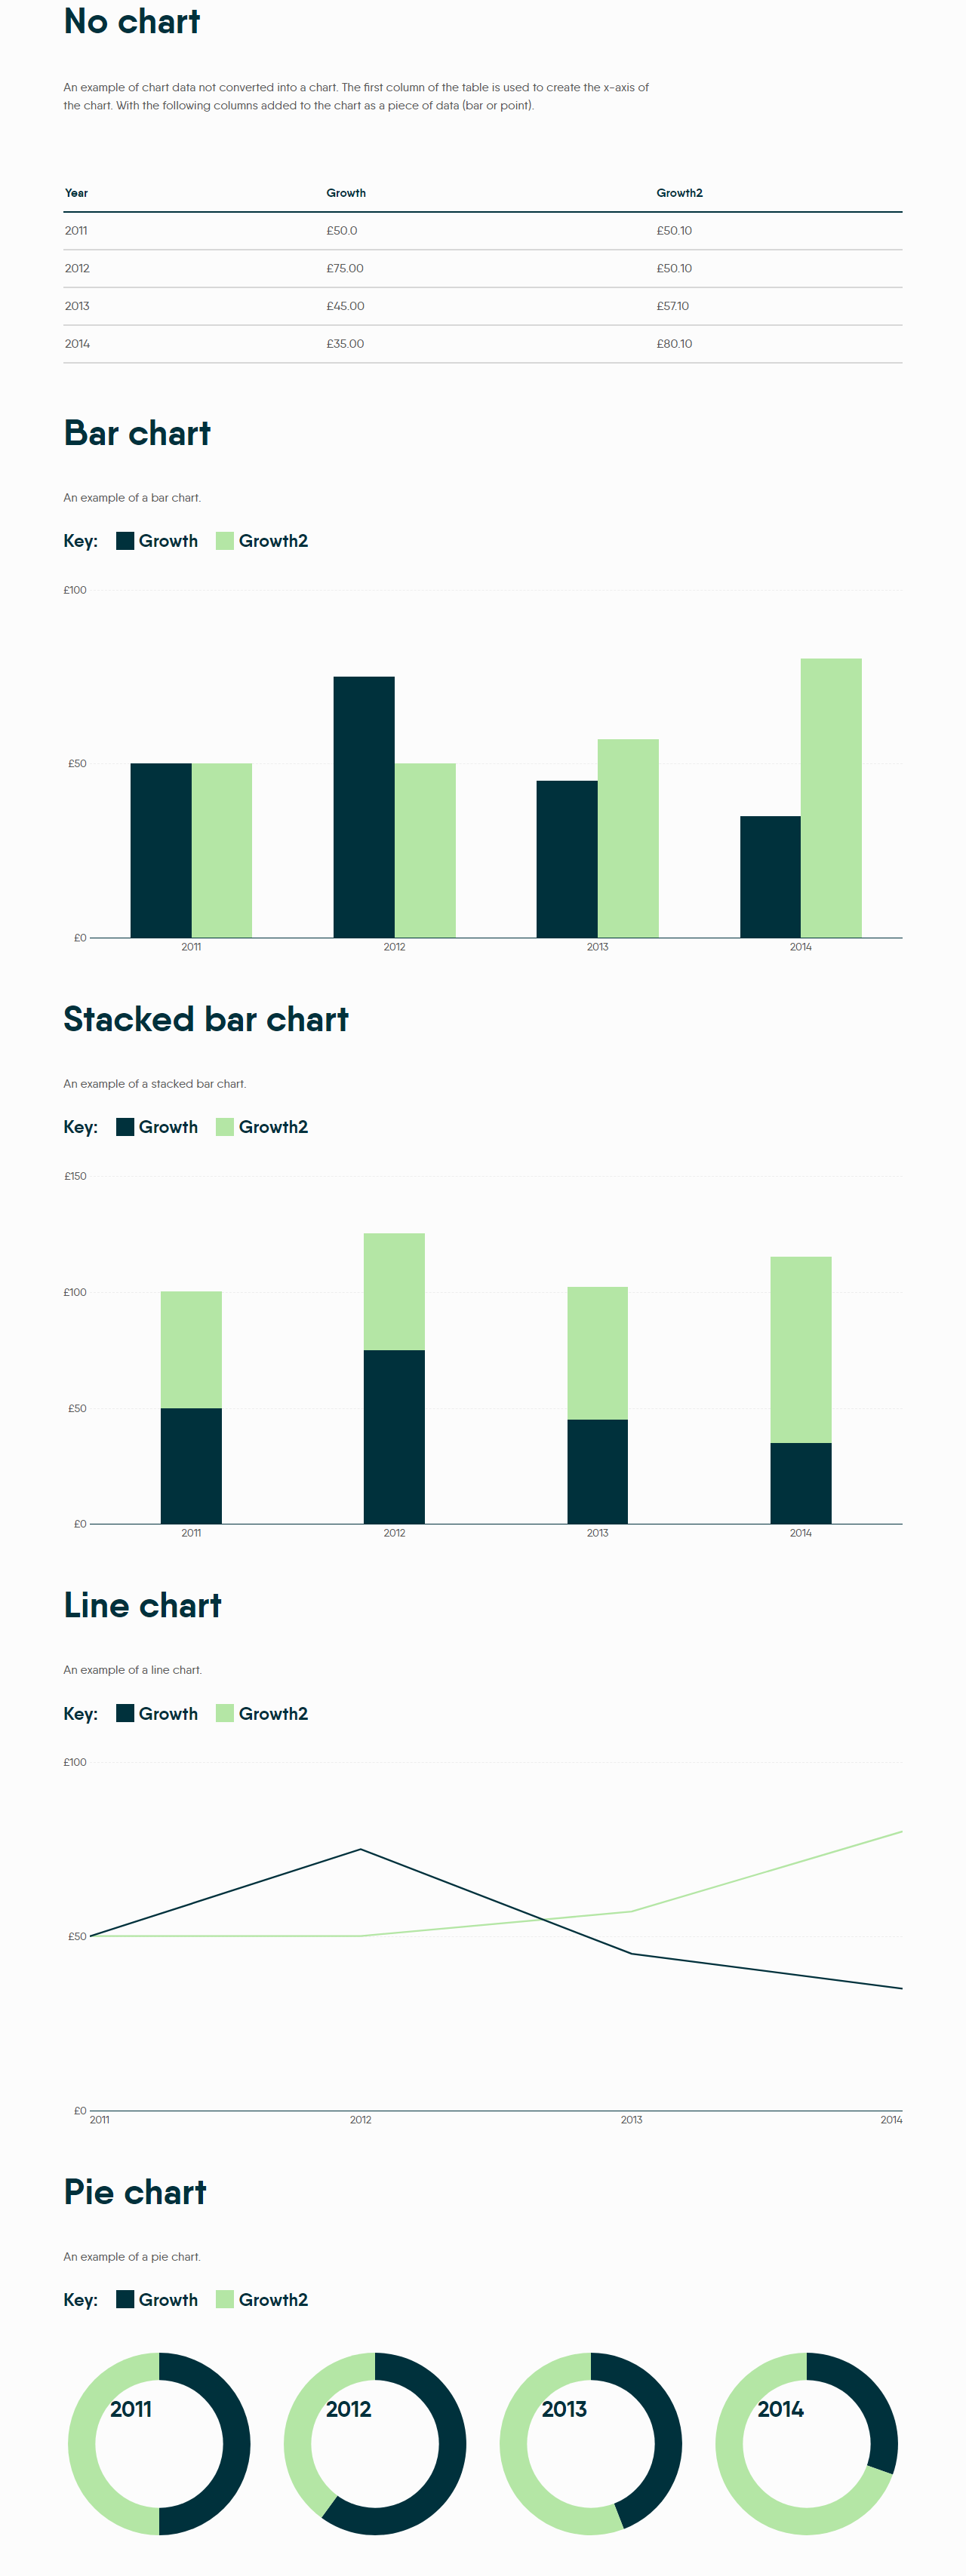 No chart
An example of chart data not converted into a chart. The first column of the table is used to create the x-axis of
the chart. With the following columns added to the chart as a piece of data (bar or point).
Year Growth Growth2
2011 £50.0 £50.10
2012 £75.00 £50.10
2013 £45.00 £57.10
2014 £35.00 £80.10
Bar chart
An example of a bar chart.
Key: Growth Growth2
£100
£50
£0
2011 2012 2013 2014
Stacked bar chart
An example of a stacked bar chart.
Key: Growth Growth2
£150
£100
£50
£0
2011 2012 2013 2014
Line chart
An example of a line chart.
Key: Growth Growth2
£100
£50
£0
2011 2012 2013 2014
Pie chart
An example of a pie chart.
Key: Growth Growth2
2011 2012 2013 2014